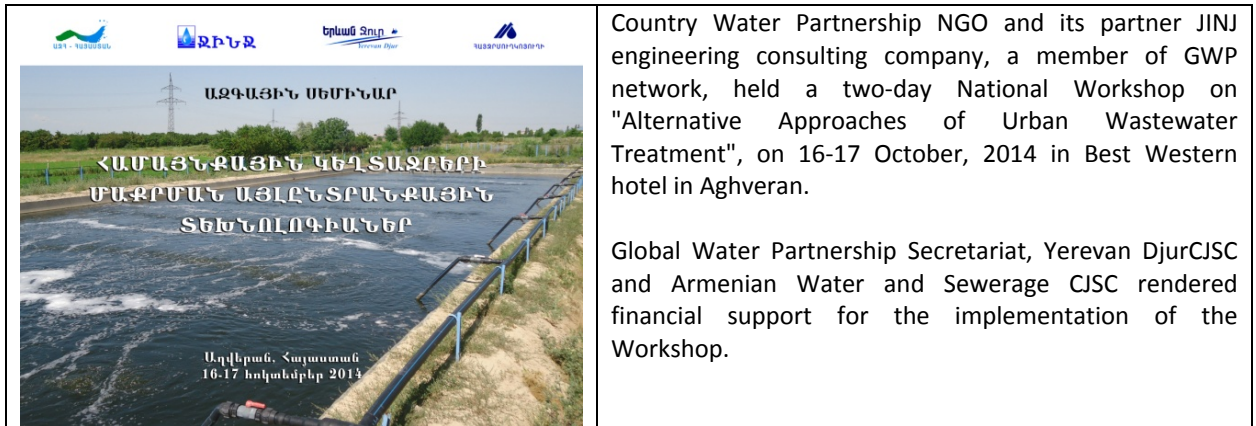 ԱՋԳ - ՀԱՅԱՍՏԱՆ
ՋԻՆՋ
Երևան Ջուր
Yerevan Djur
ՀԱՅՋՐՄՈՒՂԿՈՅՈՒՂԻ
ԱԶԳԱՅԻՆ ՍԵՄԻՆԱՐ
ՀԱՄԱՅՆՔԱՅԻՆ ԿԵՂՏԱՋՐԵՐԻ
ՄԱՔՐՄԱՆ ԱՅԼԸՆՏՐԱՆՔԱՅԻՆ
ՏԵԽՆՈԼՈԳԻԱՆԵՐ
Աղվերան, Հայաստան
16-17 հոկտեմբեր 2014
Country Water Partnership NGO and its partner JINJ
engineering consulting company, a member of GWP
network, held a two-day National Workshop on
"Alternative Approaches of Urban Wastewater
Treatment", on 16-17 October, 2014 in Best Western
hotel in Aghveran.
Global Water Partnership Secretariat, Yerevan DjurCJSC
and Armenian Water and Sewerage CJSC rendered
financial support for the implementation of the
Workshop.